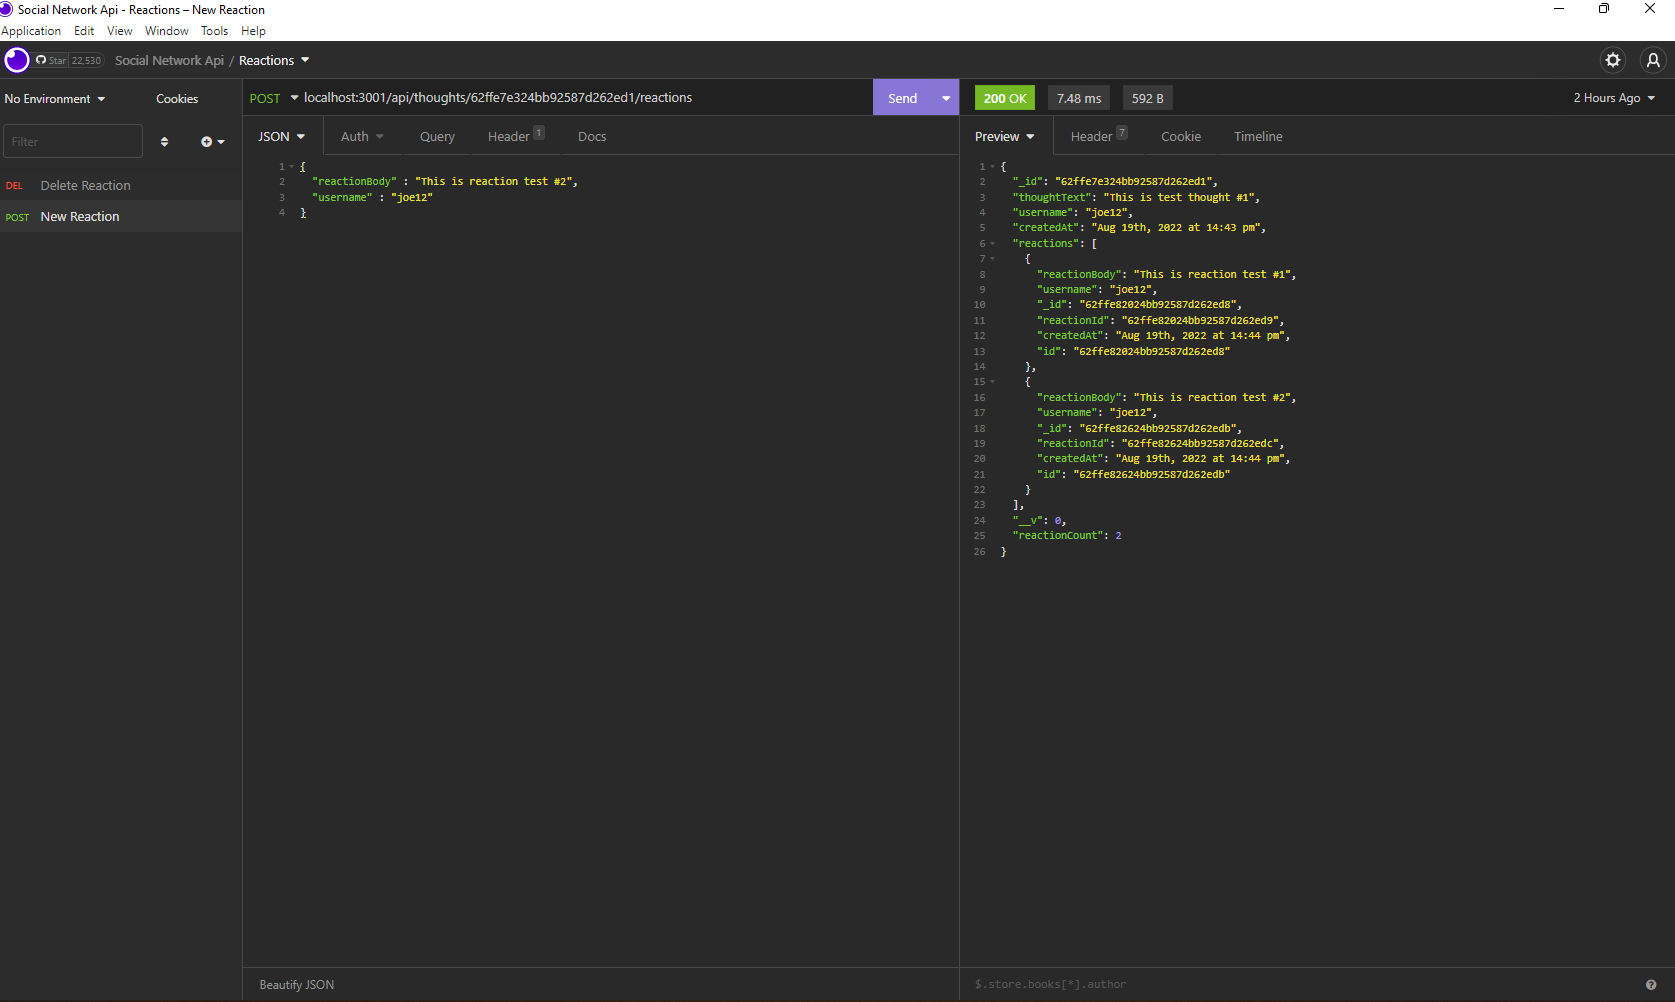 Social Network Api - Reactions – New Reaction
Application Edit View Window Tools Help
Star 22,530 Social Network Api / Reactions
No Environment Cookies
POST localhost:3001/api/thoughts/62ffe7e324bb92587d262ed1/reactions Send
200 OK 7.48 ms 592 B 2 Hours Ago
Filter
DEL Delete Reaction
POST New Reaction
JSON Auth Query Header 1 Docs
1 {
2 "reactionBody" : "This is reaction test #2",
3 "username" : "joe12"
4 }
Beautify JSON
Preview Header 7 Cookie Timeline
1 {
2 "_id": "62ffe7e324bb92587d262ed1",
3 "thoughtText": "This is test thought #1",
4 "username": "joe12",
5 "createdAt": "Aug 19th, 2022 at 14:43 pm",
6 "reactions": [
7 {
8 "reactionBody": "This is reaction test #1",
9 "username": "joe12",
10 "_id": "62ffe82024bb92587d262ed8",
11 "reactionId": "62ffe82024bb92587d262ed9",
12 "createdAt": "Aug 19th, 2022 at 14:44 pm",
13 "id": "62ffe82024bb92587d262ed8"
14 },
15 {
16 "reactionBody": "This is reaction test #2",
17 "username": "joe12",
18 "_id": "62ffe82624bb92587d262edb",
19 "reactionId": "62ffe82624bb92587d262edc",
20 "createdAt": "Aug 19th, 2022 at 14:44 pm",
21 "id": "62ffe82624bb92587d262edb"
22 }
23 ],
24 "__v": 0,
25 "reactionCount": 2
26 }
$.store.books[*].author